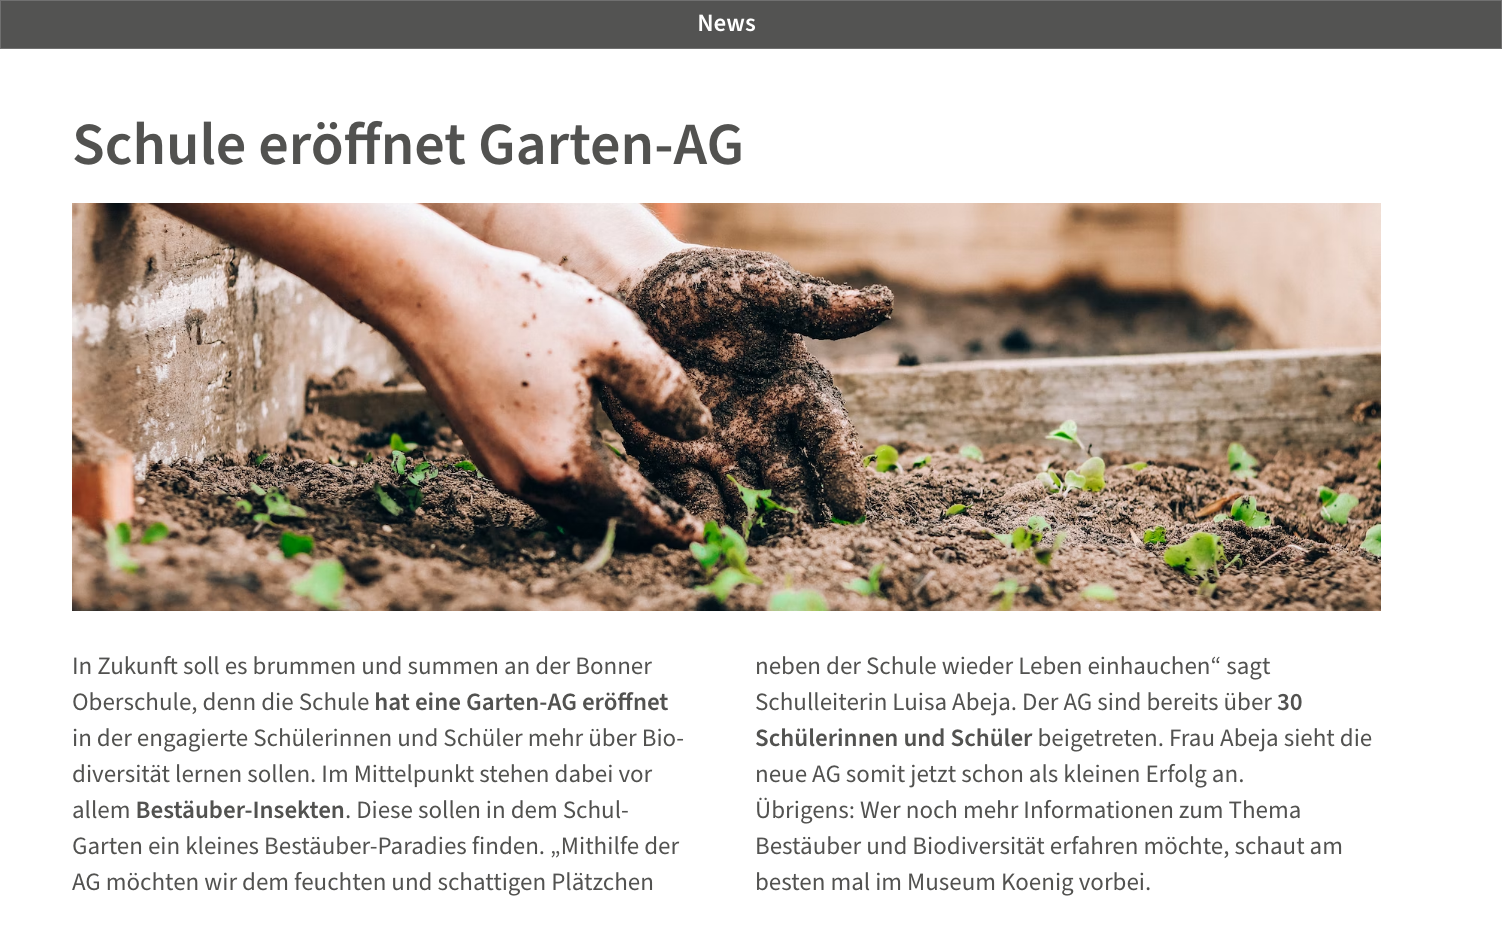 News
Schule eröffnet Garten-AG
In Zukunft soll es brummen und summen an der Bonner
Oberschule, denn die Schule hat eine Garten-AG eröffnet
in der engagierte Schülerinnen und Schüler mehr über Bio-
diversität lernen sollen. Im Mittelpunkt stehen dabei vor
allem Bestäuber-Insekten. Diese sollen in dem Schul-
Garten ein kleines Bestäuber-Paradies finden. „Mithilfe der
AG möchten wir dem feuchten und schattigen Plätzchen
neben der Schule wieder Leben einhauchen“ sagt
Schulleiterin Luisa Abeja. Der AG sind bereits über 30
Schülerinnen und Schüler beigetreten. Frau Abeja sieht die
neue AG somit jetzt schon als kleinen Erfolg an.
Übrigens: Wer noch mehr Informationen zum Thema
Bestäuber und Biodiversität erfahren möchte, schaut am
besten mal im Museum Koenig vorbei.